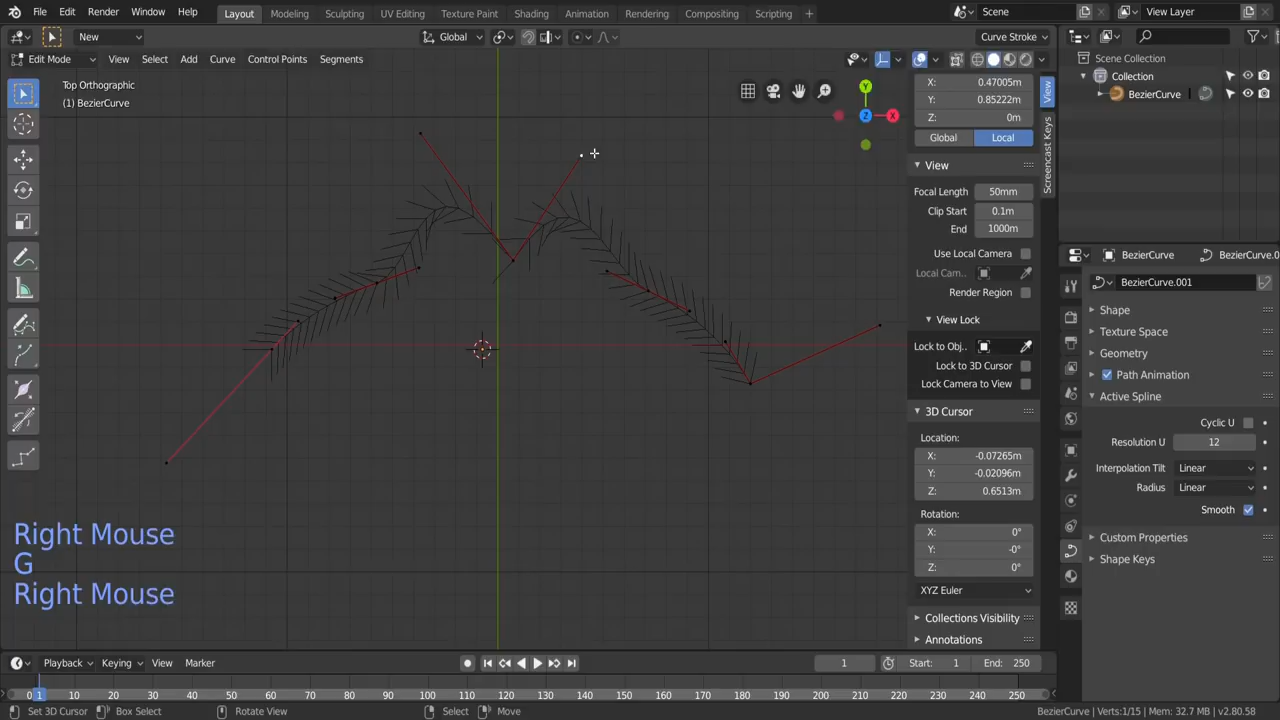 File Edit Render Window Help Layout Modeling Sculpting UV Editing Texture Paint Shading Animation Rendering Compositing Scripting + Scene View Layer
New Global Curve Stroke
Edit Mode View Select Add Curve Control Points Segments
Top Orthographic
(1) BezierCurve
Y
Z
X
X: 0.47005m
Y: 0.85222m
Z: 0m
Global Local
View
Focal Length 50mm
Clip Start 0.1m
End 1000m
Use Local Camera
Local Cam..
Render Region
View Lock
Lock to Obj..
Lock to 3D Cursor
Lock Camera to View
3D Cursor
Location:
X: -0.07265m
Y: -0.02096m
Z: 0.6513m
Rotation:
X: 0°
Y: -0°
Z: 0°
XYZ Euler
Collections Visibility
Annotations
View
Screencast Keys
Scene Collection
Collection
BezierCurve
BezierCurve BezierCurve.0
BezierCurve.001
Shape
Texture Space
Geometry
Path Animation
Active Spline
Cyclic U
Resolution U 12
Interpolation Tilt Linear
Radius Linear
Smooth
Custom Properties
Shape Keys
Right Mouse
G
Right Mouse
Playback Keying View Marker 1 Start: 1 End: 250
0 1 10 20 30 40 50 60 70 80 90 100 110 120 130 140 150 160 170 180 190 200 210 220 230 240 250
Set 3D Cursor Box Select Rotate View Select Move BezierCurve | Verts:1/15 | Mem: 32.7 MB | v2.80.58